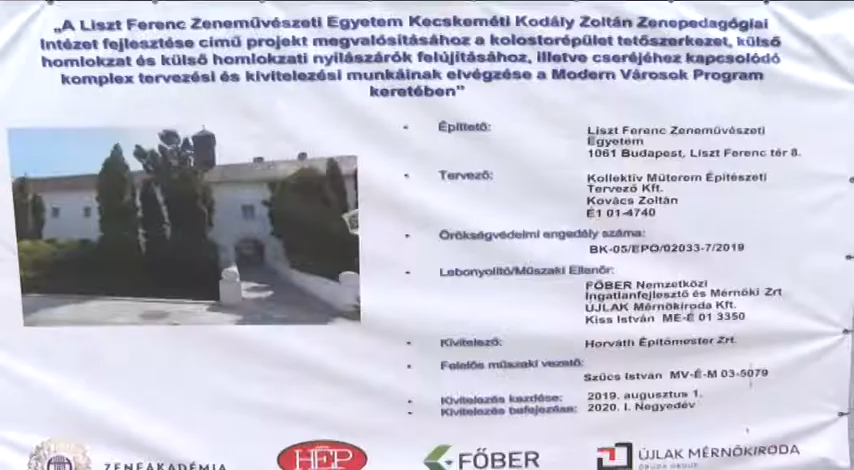 „A Liszt Ferenc Zeneművészeti Egyetem Kecskeméti Kodály Zoltán Zenepedagógiai
Intézet fejlesztése című projekt megvalósításához a kolostorépület tetőszerkezet, külső
homlokzat és külső homlokzati nyílászárók felújításához, illetve cseréjéhez kapcsolódó
komplex tervezési és kivitelezési munkáinak elvégzése a Modern Városok Program
keretében”
• Építtető: Liszt Ferenc Zeneművészeti
Egyetem
1061 Budapest, Liszt Ferenc tér 8.
• Tervező: Kollektív Műterem Építészeti
Tervező Kft.
Kovács Zoltán
É1 01-4740
• Örökségvédelmi engedély száma:
BK-05/EPO/02033-7/2019
• Lebonyolító/Műszaki Ellenőr:
FŐBER Nemzetközi
Ingatlanfejlesztő és Mérnöki Zrt
ÚJLAK Mérnökiroda Kft.
Kiss István ME-É 01 3350
• Kivitelező: Horváth Építőmester Zrt.
• Felelős műszaki vezető:
Szűcs István MV-É-M 03-5079
• Kivitelezés kezdése: 2019. augusztus 1.
• Kivitelezés befejezése: 2020. I. Negyedév
ZENEAKADÉMIA
HÉP
FŐBER
ÚJLAK MÉRNÖKIRODA